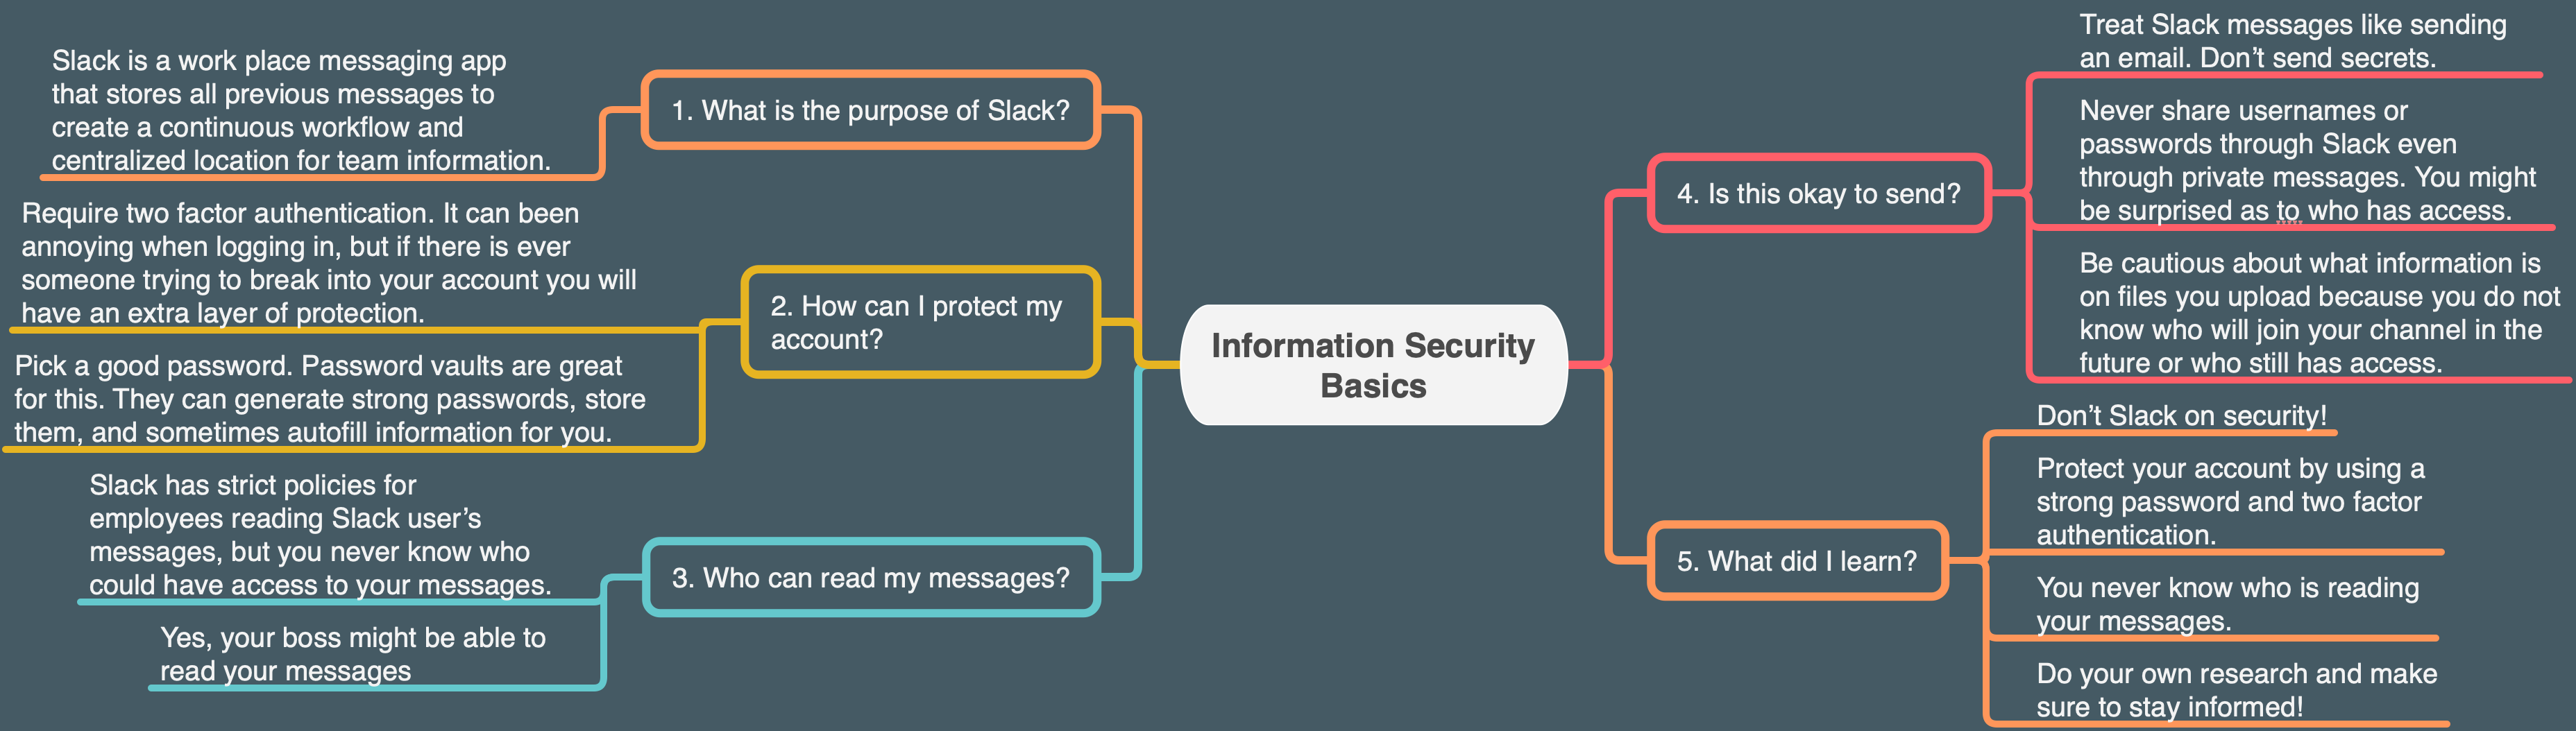 Information Security
Basics
1. What is the purpose of Slack?
Slack is a work place messaging app
that stores all previous messages to
create a continuous workflow and
centralized location for team information.
2. How can I protect my
account?
Require two factor authentication. It can been
annoying when logging in, but if there is ever
someone trying to break into your account you will
have an extra layer of protection.
Pick a good password. Password vaults are great
for this. They can generate strong passwords, store
them, and sometimes autofill information for you.
3. Who can read my messages?
Slack has strict policies for
employees reading Slack user’s
messages, but you never know who
could have access to your messages.
Yes, your boss might be able to
read your messages
4. Is this okay to send?
Treat Slack messages like sending
an email. Don’t send secrets.
Never share usernames or
passwords through Slack even
through private messages. You might
be surprised as to who has access.
Be cautious about what information is
on files you upload because you do not
know who will join your channel in the
future or who still has access.
5. What did I learn?
Don’t Slack on security!
Protect your account by using a
strong password and two factor
authentication.
You never know who is reading
your messages.
Do your own research and make
sure to stay informed!